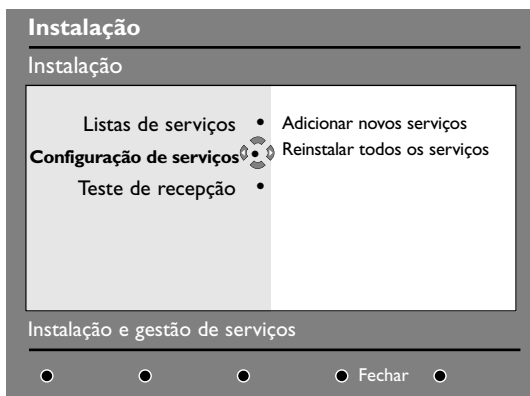 Instalação
Instalação
Listas de serviços
Configuração de serviços
Teste de recepção
Adicionar novos serviços
Reinstalar todos os serviços
Instalação e gestão de serviços
Fechar